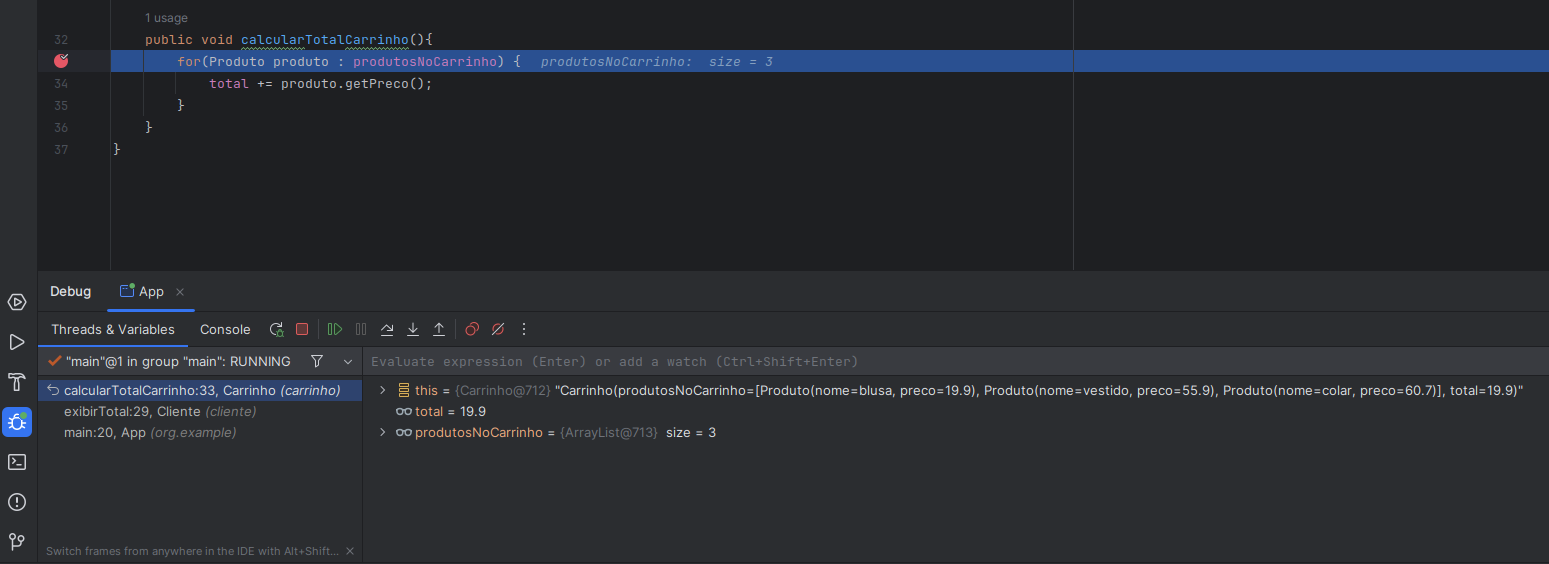 1 usage
32 public void calcularTotalCarrinho(){
for(Produto produto : produtosNoCarrinho) { produtosNoCarrinho: size = 3
34 total += produto.getPreco();
35 }
36 }
37 }
Debug App
Threads & Variables Console
"main"@1 in group "main": RUNNING
Evaluate expression (Enter) or add a watch (Ctrl+Shift+Enter)
calcularTotalCarrinho:33, Carrinho (carrinho)
exibirTotal:29, Cliente (cliente)
main:20, App (org.example)
this = {Carrinho@712} "Carrinho(produtosNoCarrinho=[Produto(nome=blusa, preco=19.9), Produto(nome=vestido, preco=55.9), Produto(nome=colar, preco=60.7)], total=19.9)"
total = 19.9
produtosNoCarrinho = {ArrayList@713} size = 3
Switch frames from anywhere in the IDE with Alt+Shift...